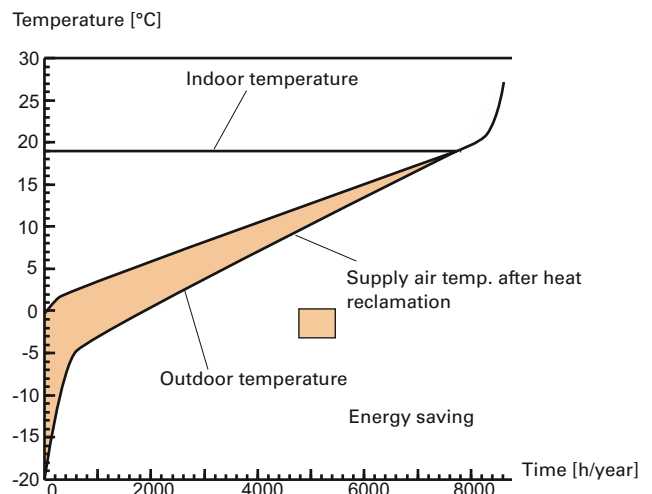 Temperature [°C]
30
Indoor temperature
25
20
15
10
5
Supply air temp. after heat
reclamation
0
-5
Outdoor temperature
-10
Energy saving
-15
-20
Time [h/year]
0
2000
4000
6000
8000